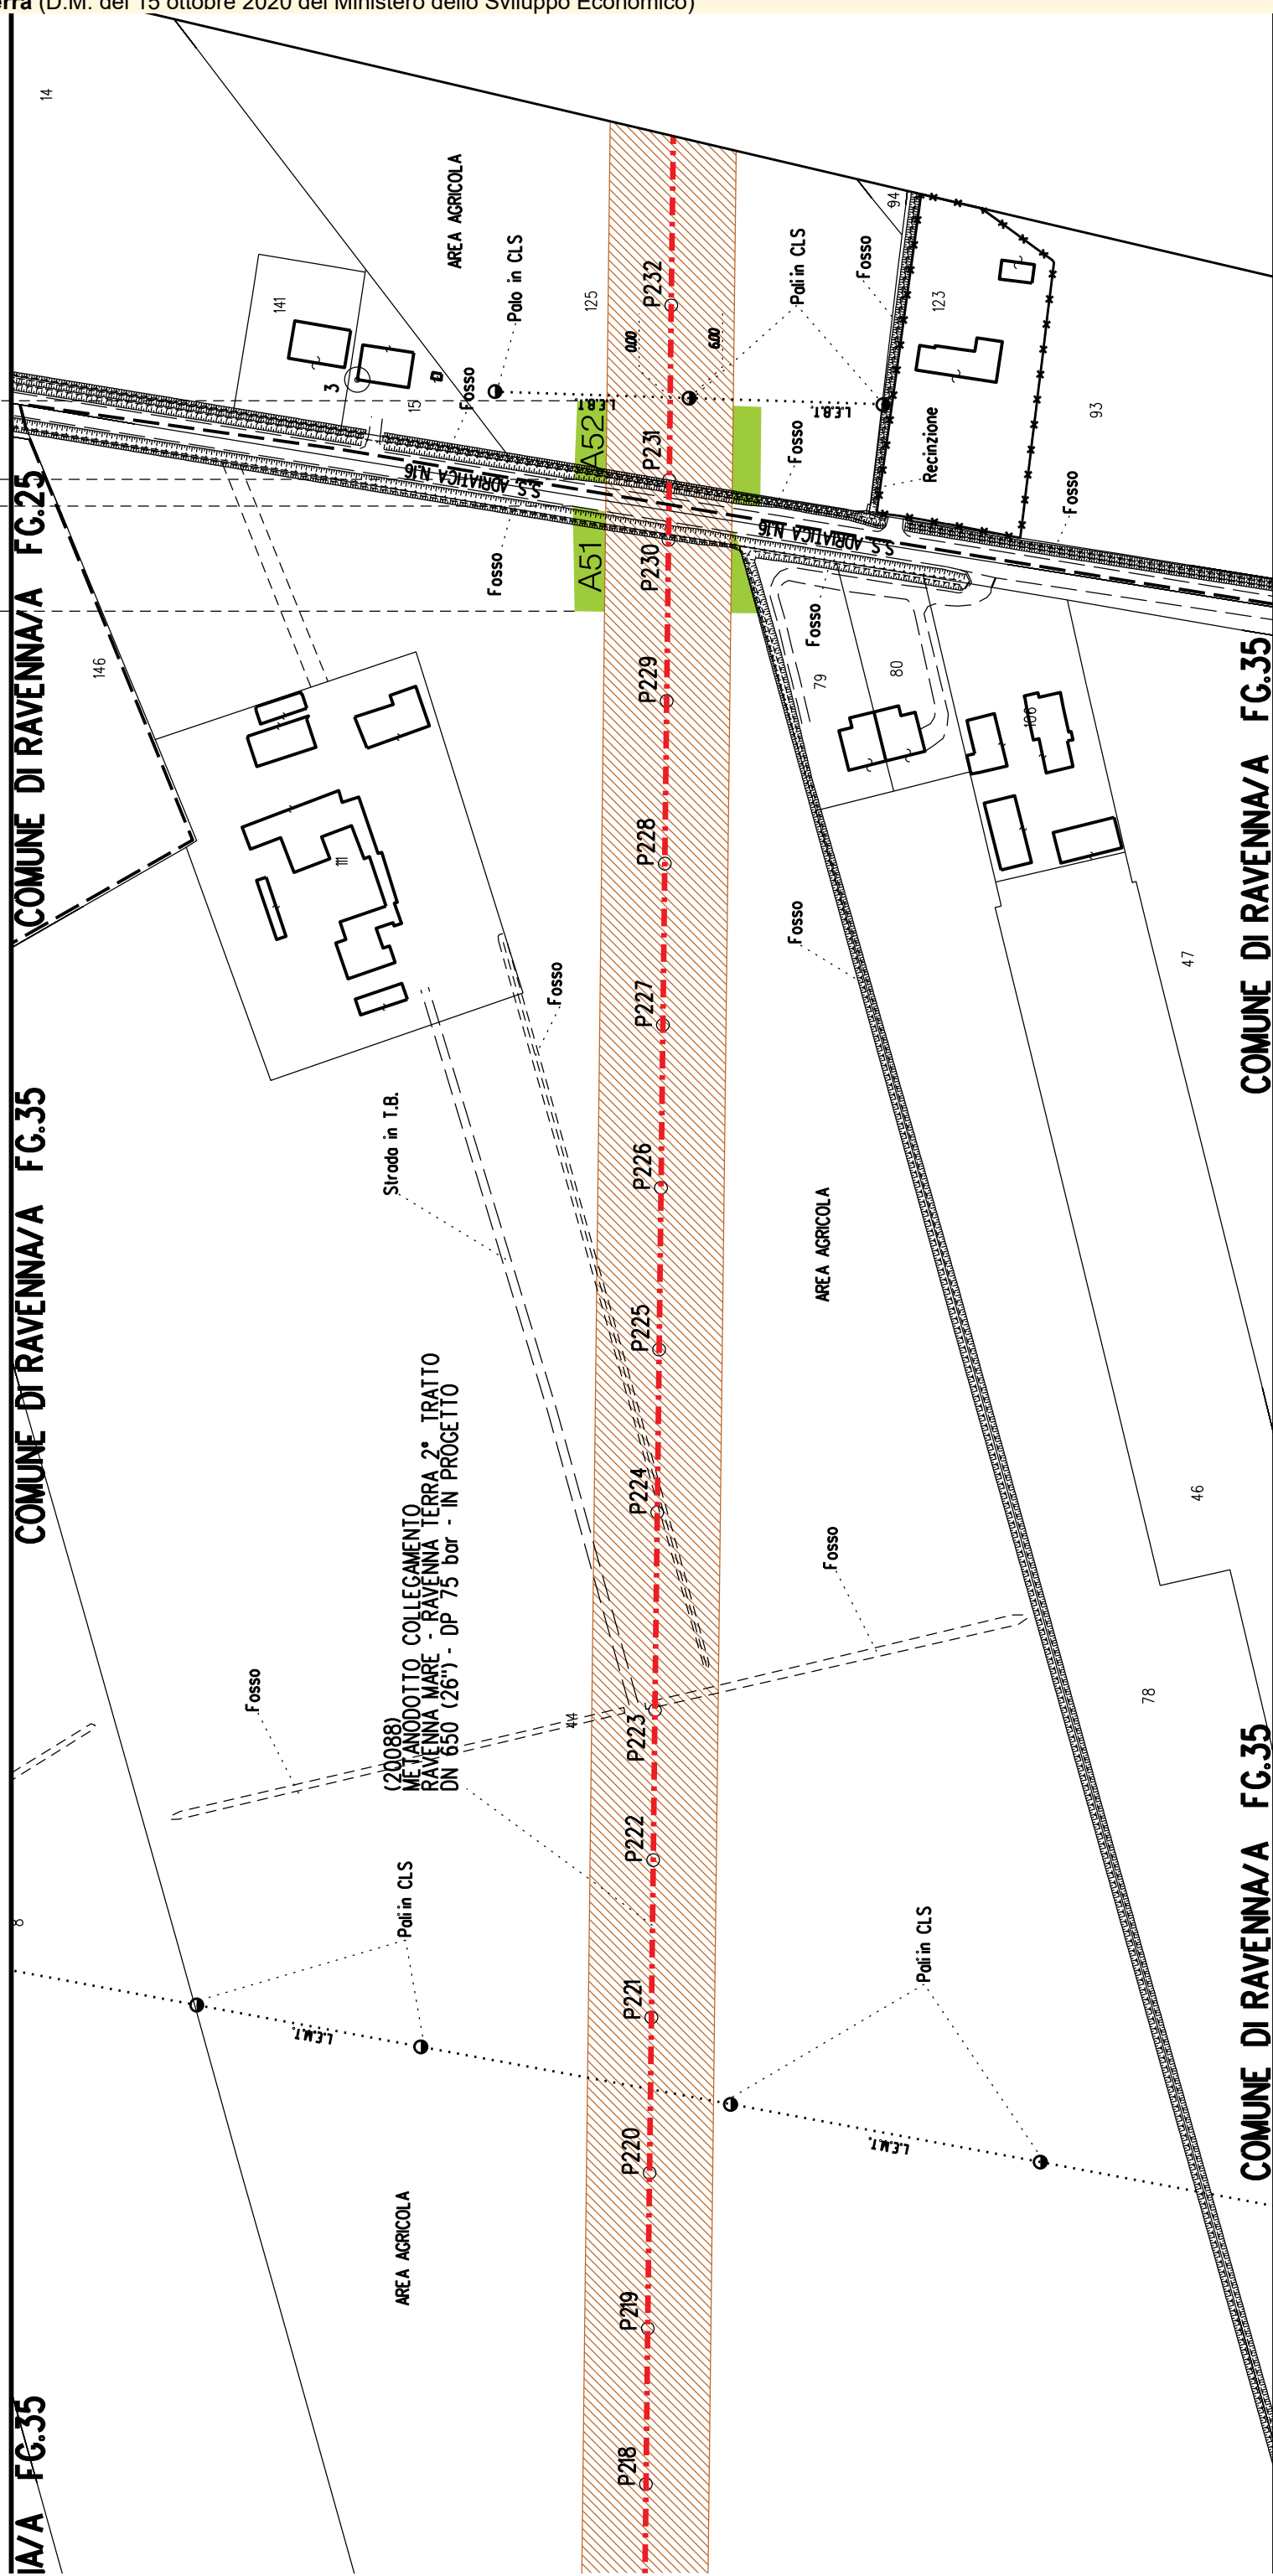 erra (D.M. del 15 ottobre 2020 del Ministero dello Sviluppo Economico)
14
AREA AGRICOLA
141
Palo in CLS
125
P232
0.00
6.00
Pali in CLS
Fosso
94
123
3
15
Fosso
L.E.B.T.
L.E.B.T.
A52
P231
Fosso
Recinzione
93
Fosso
S.S. ADRIATICA N.16
S.S. ADRIATICA N.16
Fosso
A51
P230
Fosso
COMUNE DI RAVENNA/A FG.25
146
P229
79
80
106
COMUNE DI RAVENNA/A FG.35
111
P228
Fosso
47
Fosso
P227
Strada in T.B.
COMUNE DI RAVENNA/A FG.35
P226
AREA AGRICOLA
P225
P224
46
Fosso
(20088)
METANODOTTO COLLEGAMENTO
RAVENNA MARE - RAVENNA TERRA 2° TRATTO
DN 650 (26") - DP 75 bar - IN PROGETTO
Fosso
44
P223
78
P222
Pali in CLS
8
Pali in CLS
COMUNE DI RAVENNA/A FG.35
P221
L.E.M.T.
L.E.M.T.
P220
AREA AGRICOLA
P219
P218
IA/A FG.35